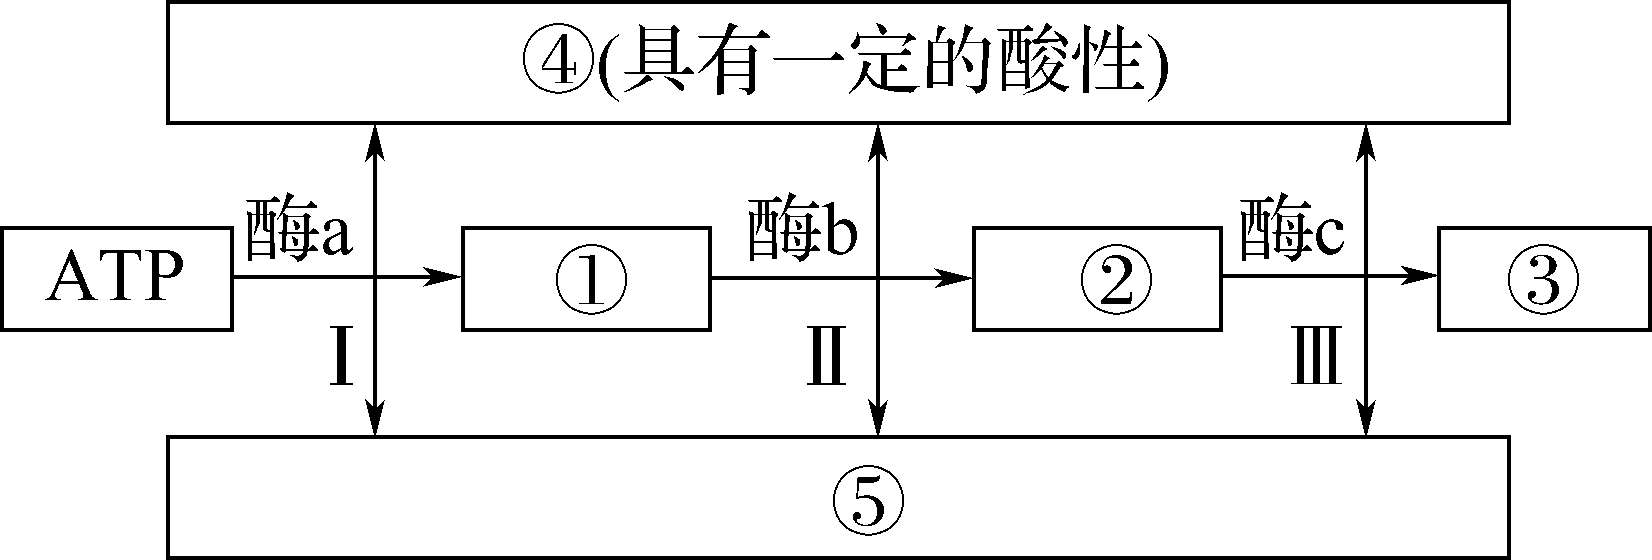 ④(具有一定的酸性)
酶a
酶b
酶c
ATP
①
②
③
Ⅰ
Ⅱ
Ⅲ
⑤